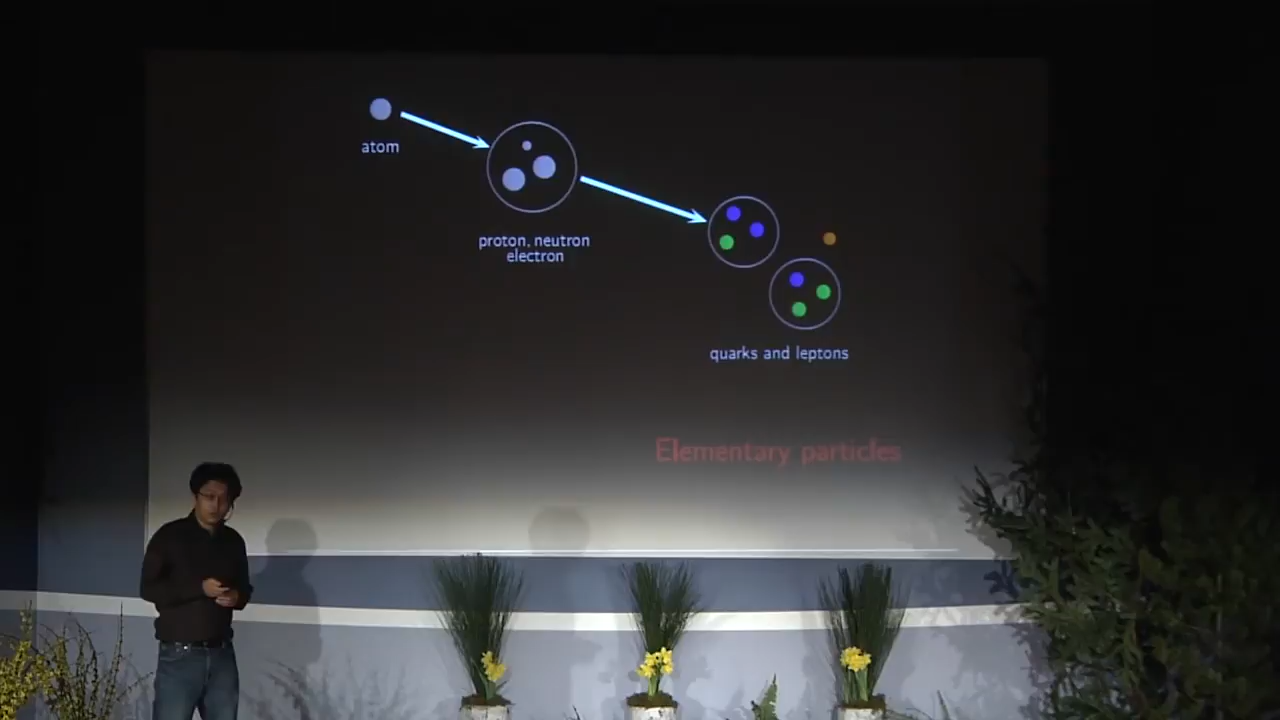 atom
proton, neutron
electron
quarks and leptons
Elementary particles